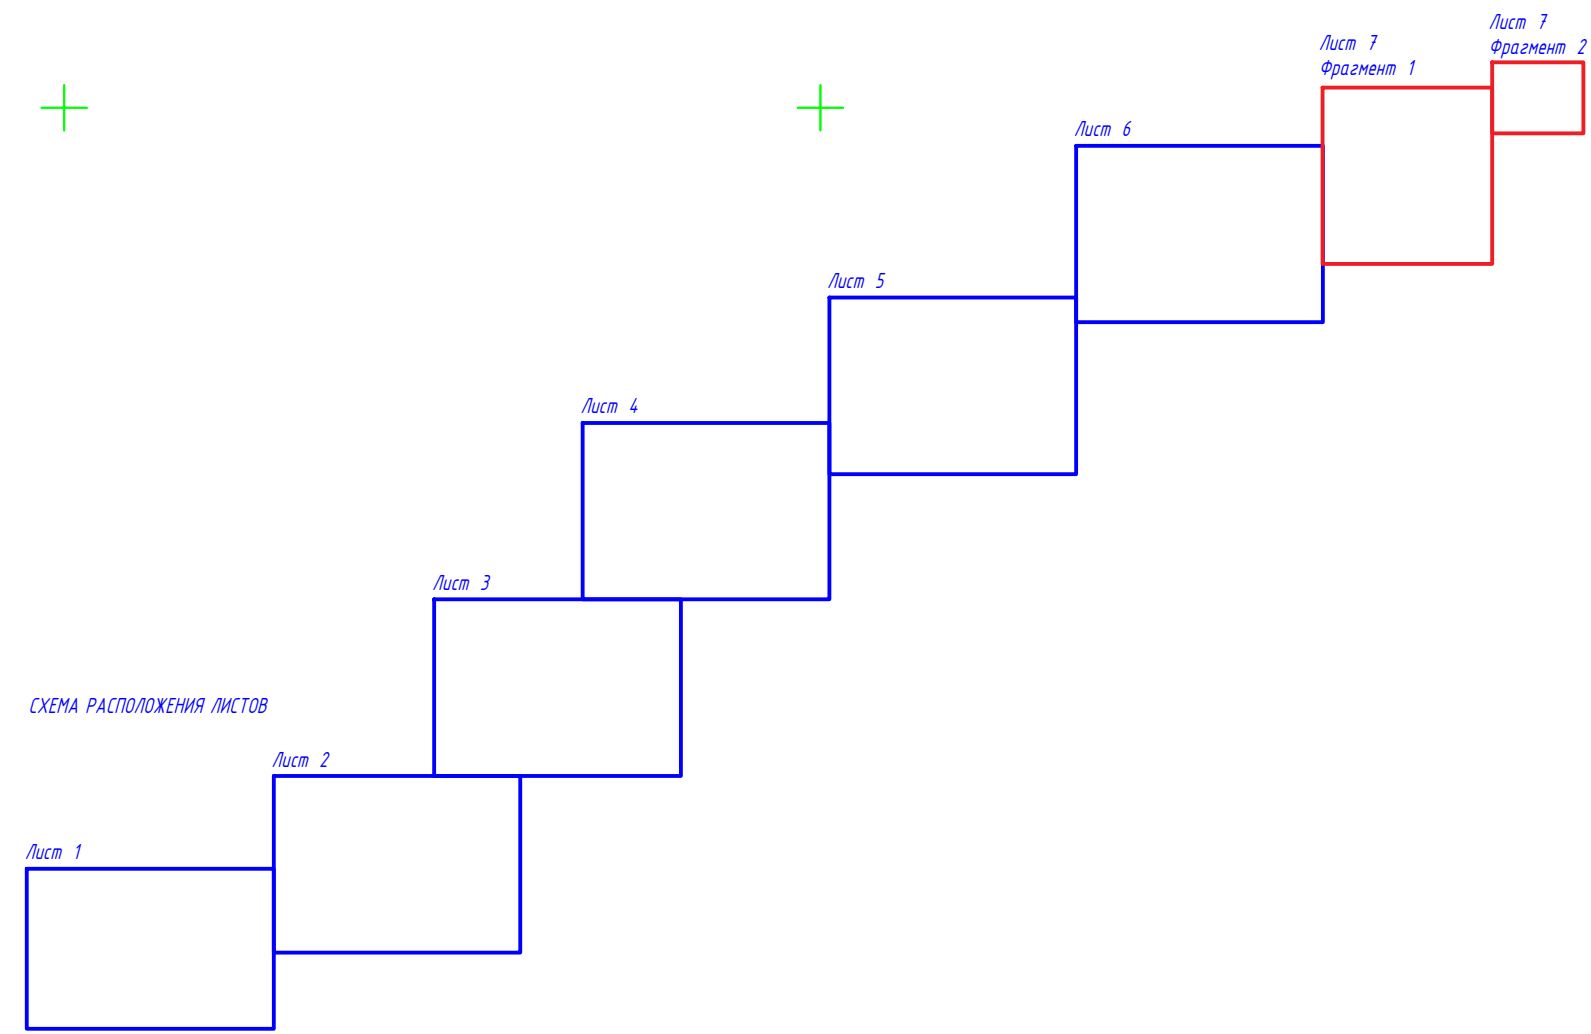 Лист 7
Фрагмент 2
Лист 7
Фрагмент 1
Лист 6
Лист 5
Лист 4
Лист 3
СХЕМА РАСПОЛОЖЕНИЯ ЛИСТОВ
Лист 2
Лист 1